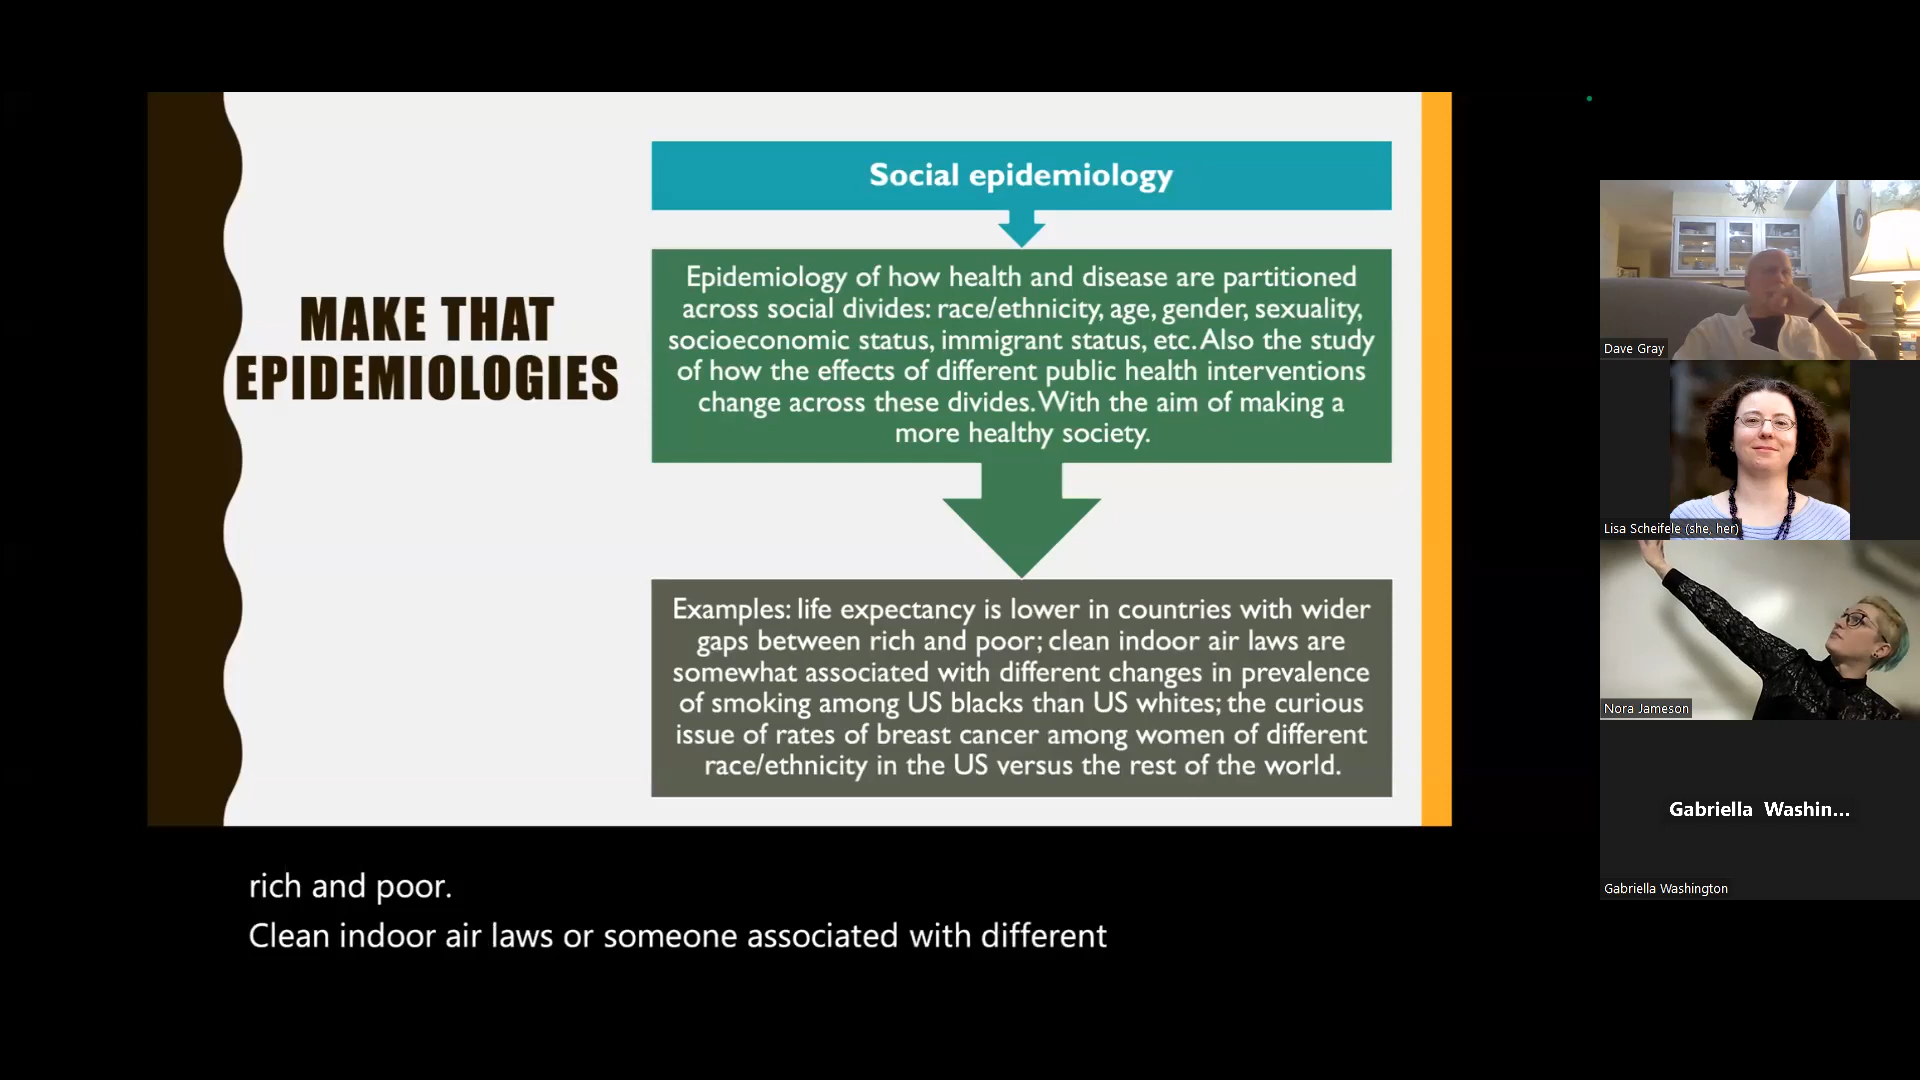 MAKE THAT
EPIDEMIOLOGIES
Social epidemiology
Epidemiology of how health and disease are partitioned
across social divides: race/ethnicity, age, gender, sexuality,
socioeconomic status, immigrant status, etc. Also the study
of how the effects of different public health interventions
change across these divides. With the aim of making a
more healthy society.
Examples: life expectancy is lower in countries with wider
gaps between rich and poor; clean indoor air laws are
somewhat associated with different changes in prevalence
of smoking among US blacks than US whites; the curious
issue of rates of breast cancer among women of different
race/ethnicity in the US versus the rest of the world.
rich and poor.
Clean indoor air laws or someone associated with different
Dave Gray
Lisa Scheifele (she, her)
Nora Jameson
Gabriella Washin...
Gabriella Washington